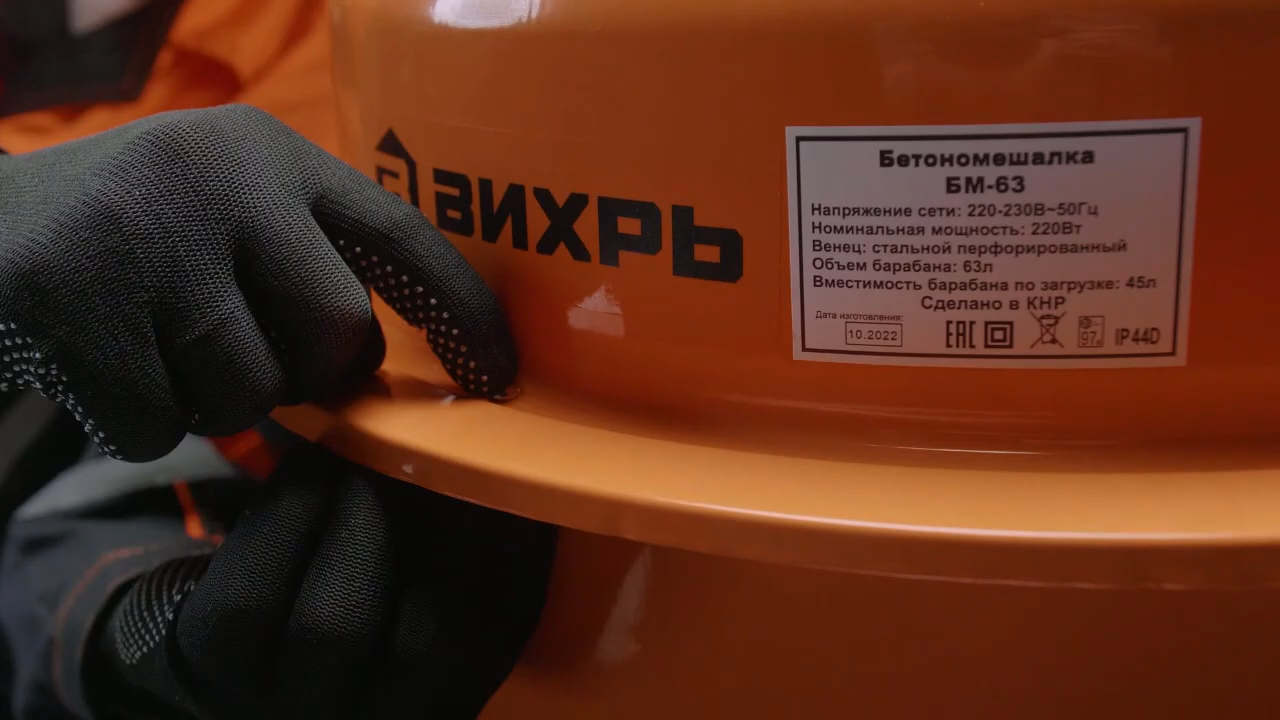 ВИХРЬ
Бетономешалка
БМ-63
Напряжение сети: 220-230В~50Гц
Номинальная мощность: 220Вт
Венец: стальной перфорированный
Объем барабана: 63л
Вместимость барабана по загрузке: 45л
Сделано в КНР
Дата изготовления:
10.2022 EAC 97 IP44D